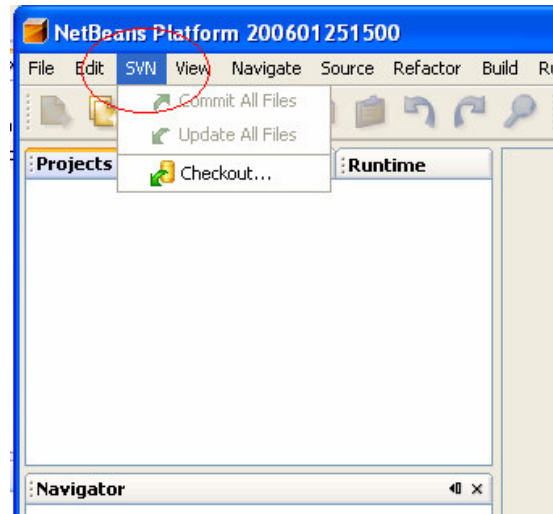 NetBeans Platform 200601251500
File Edit SVN View Navigate Source Refactor Build
Commit All Files
Update All Files
Checkout...
Projects
Runtime
Navigator